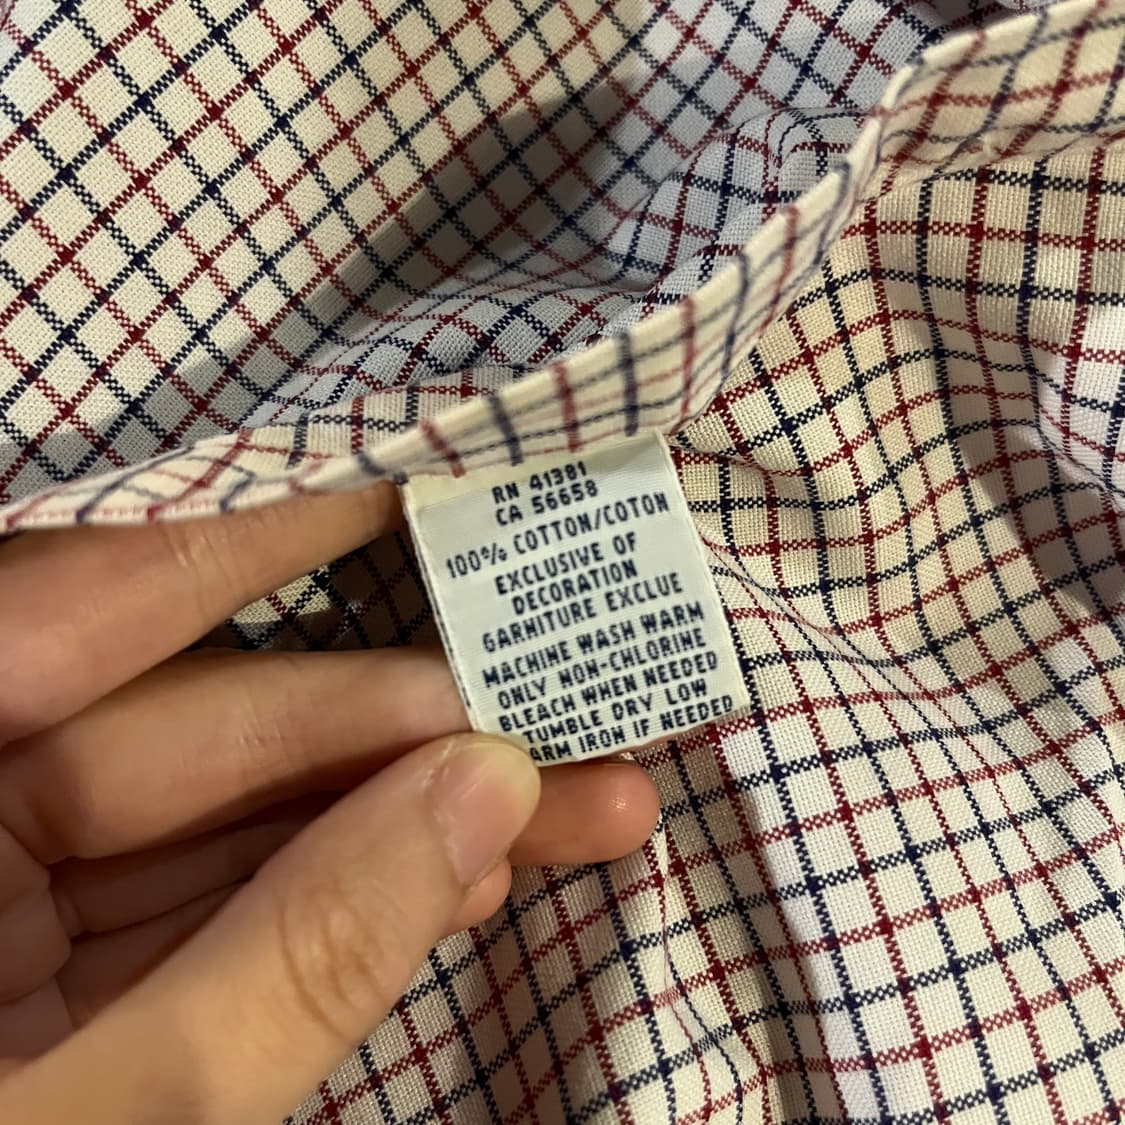 RN 41381
CA 56658
100% COTTON/COTON
EXCLUSIVE OF
DECORATION
GARNITURE EXCLUE
MACHINE WASH WARM
ONLY NON-CHLORINE
BLEACH WHEN NEEDED
TUMBLE DRY LOW
ARM IRON IF NEEDED